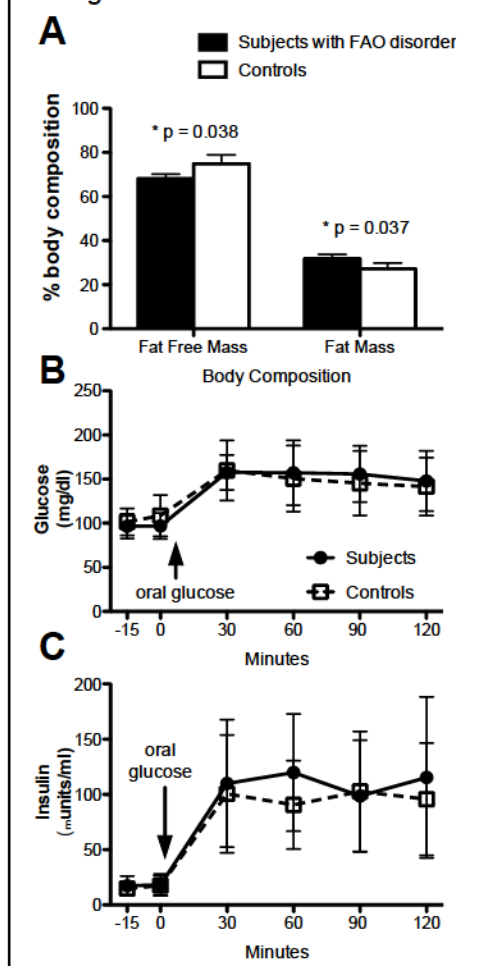 A
Subjects with FAO disorder
Controls
% body composition
100
80
60
40
20
0
* p = 0.038
* p = 0.037
Fat Free Mass
Fat Mass
Body Composition
B
Glucose
(mg/dl)
250
200
150
100
50
0
oral glucose
Subjects
Controls
-15
0
30
60
90
120
Minutes
C
Insulin
(munits/ml)
200
150
100
50
0
oral
glucose
-15
0
30
60
90
120
Minutes